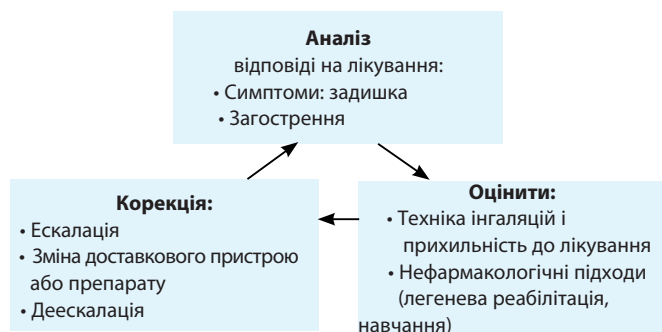 Аналіз
відповіді на лікування:
• Симптоми: задишка
• Загострення
Корекція:
• Ескалація
• Зміна доставкового пристрою
або препарату
• Деескалація
Оцінити:
• Техніка інгаляцій і
прихильність до лікування
• Нефармакологічні підходи
(легенева реабілітація,
навчання)